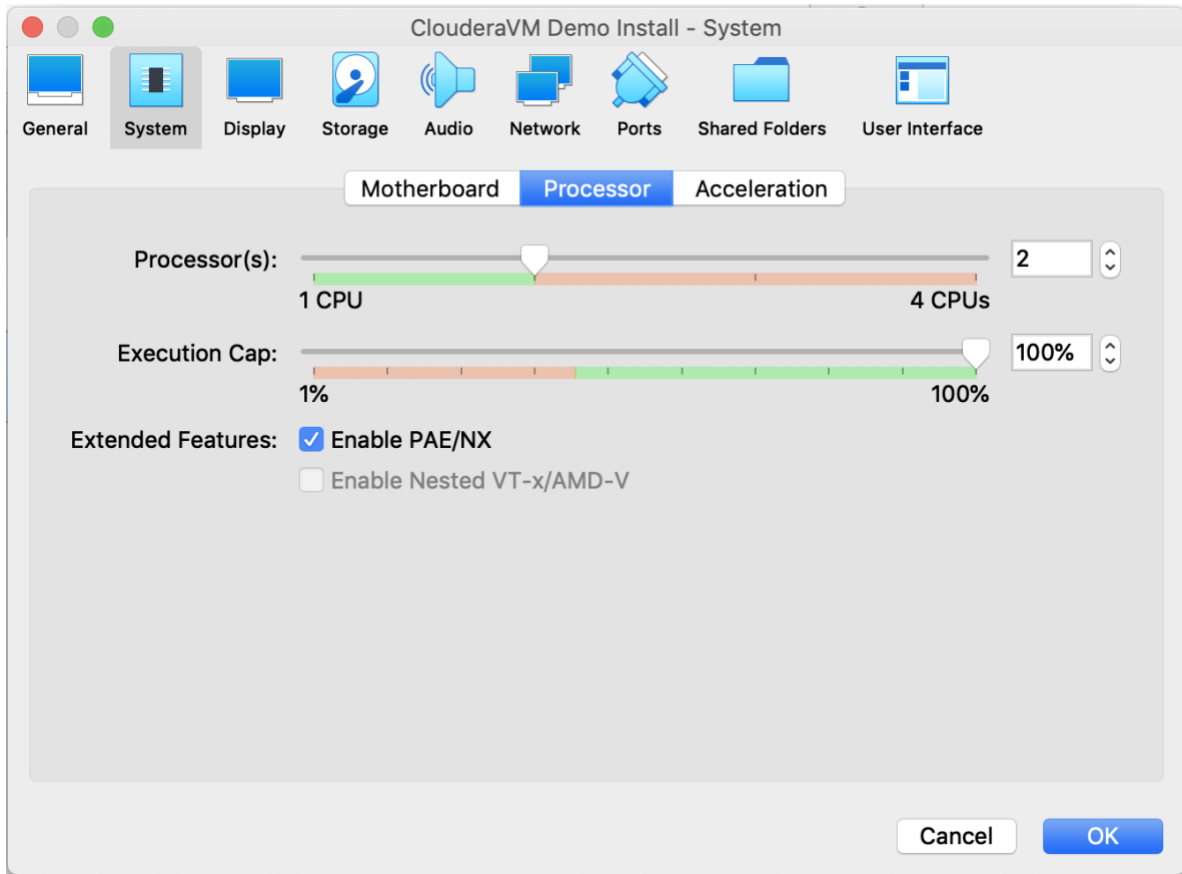 ClouderaVM Demo Install - System
General System Display Storage Audio Network Ports Shared Folders User Interface
Motherboard Processor Acceleration
Processor(s): 2
1 CPU 4 CPUs
Execution Cap: 100%
1% 100%
Extended Features: Enable PAE/NX
Enable Nested VT-x/AMD-V
Cancel OK